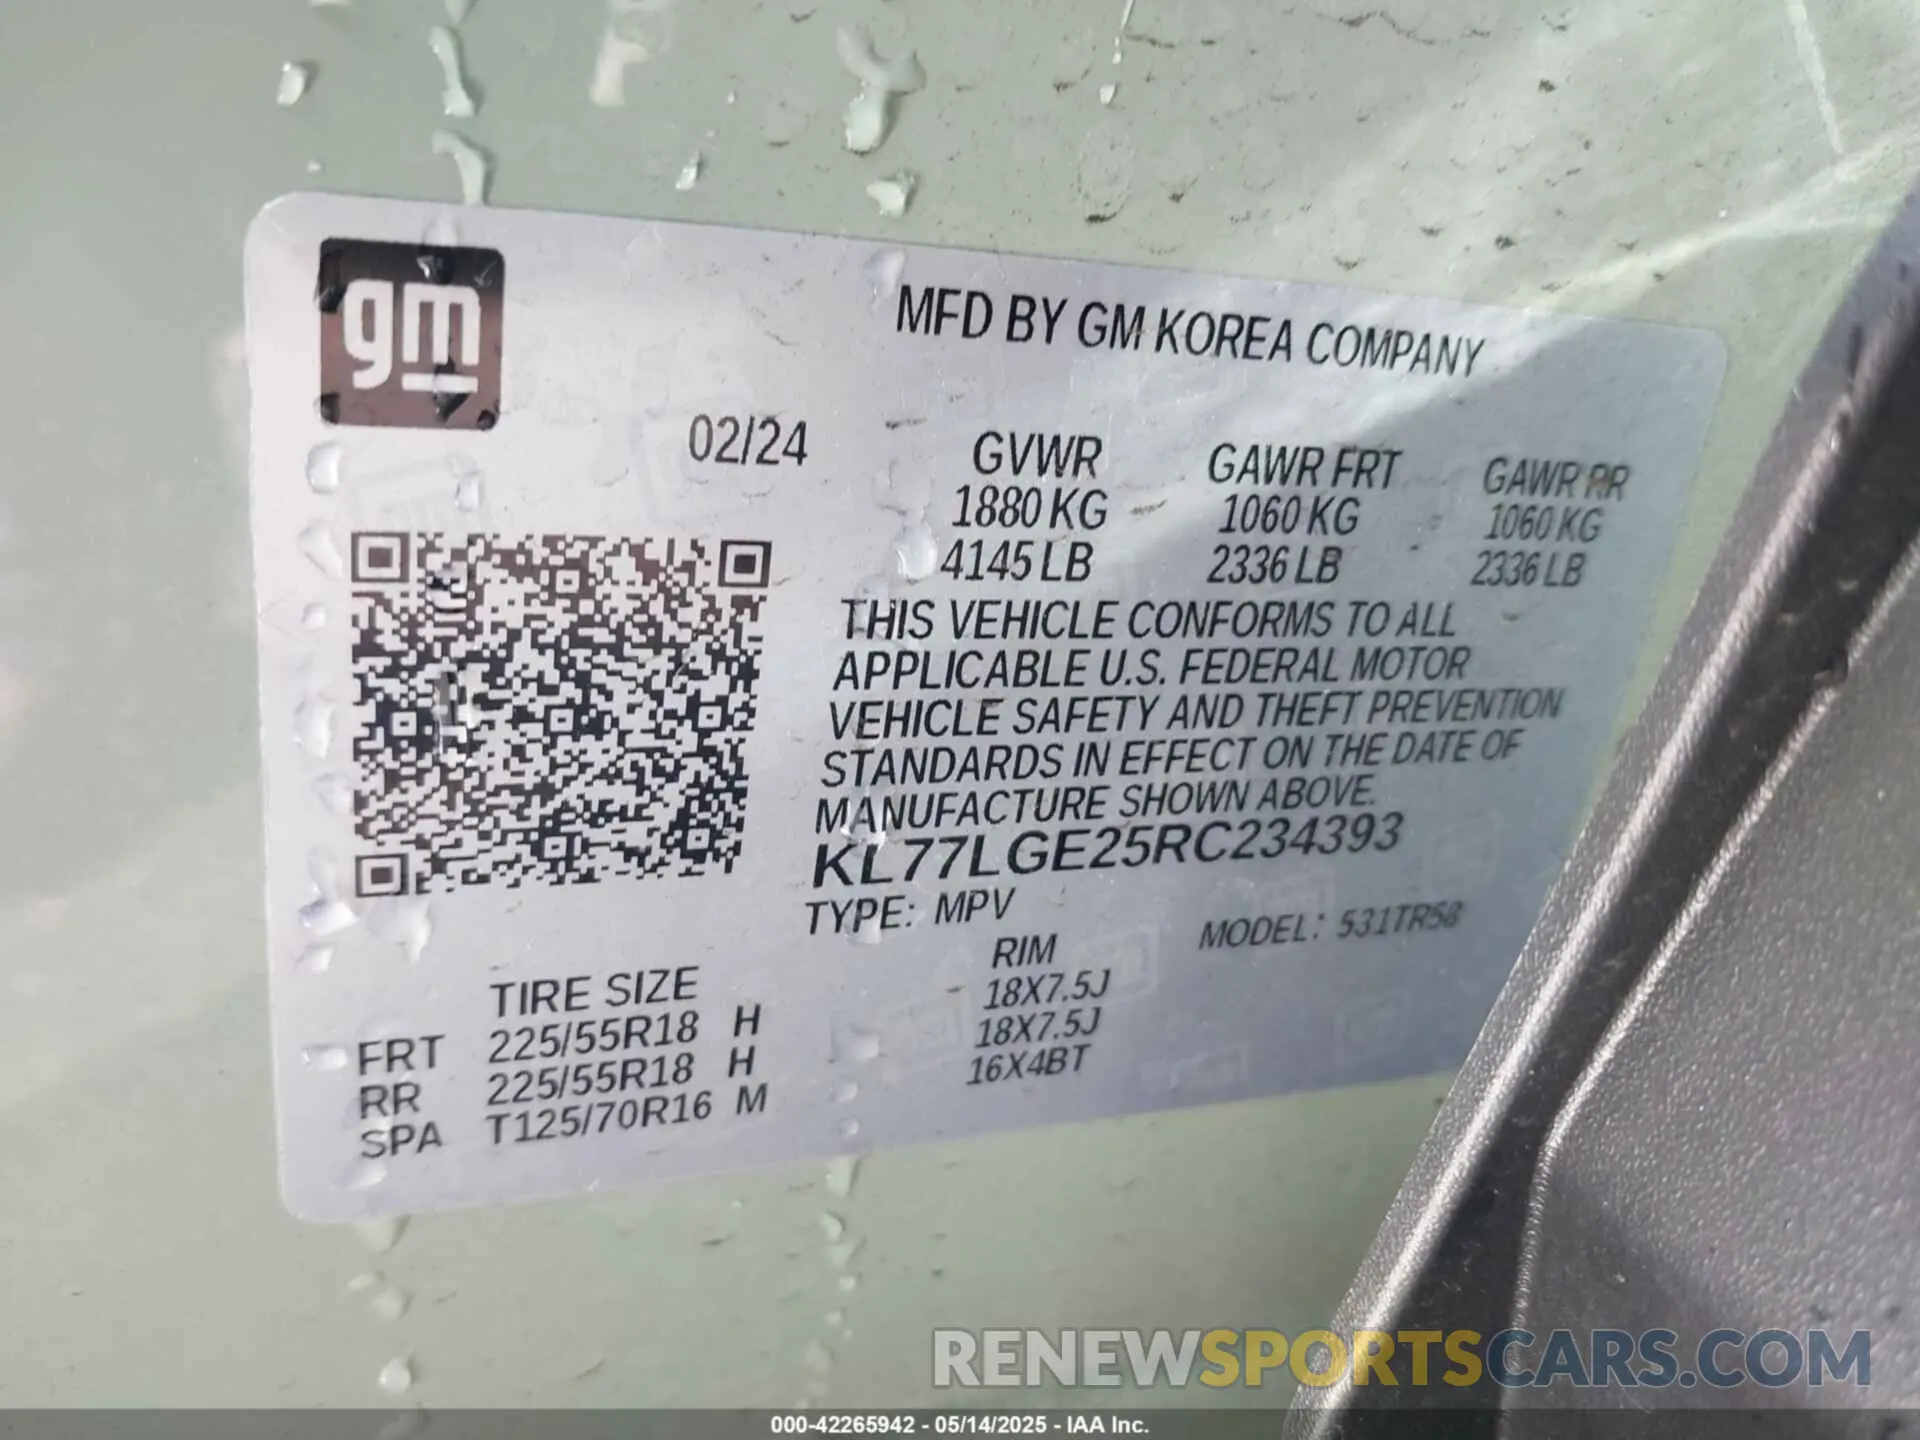 gm
MFD BY GM KOREA COMPANY
02/24
GVWR GAWR FRT GAWR RR
1880 KG 1060 KG 1060 KG
4145 LB 2336 LB 2336 LB
THIS VEHICLE CONFORMS TO ALL
APPLICABLE U.S. FEDERAL MOTOR
VEHICLE SAFETY AND THEFT PREVENTION
STANDARDS IN EFFECT ON THE DATE OF
MANUFACTURE SHOWN ABOVE.
KL77LGE25RC234393
TYPE: MPV MODEL: 531TR58
TIRE SIZE RIM
FRT 225/55R18 H 18X7.5J
RR 225/55R18 H 18X7.5J
SPA T125/70R16 M 16X4BT
RENEWSPORTSCARS.COM
000-42265942 - 05/14/2025 - IAA Inc.